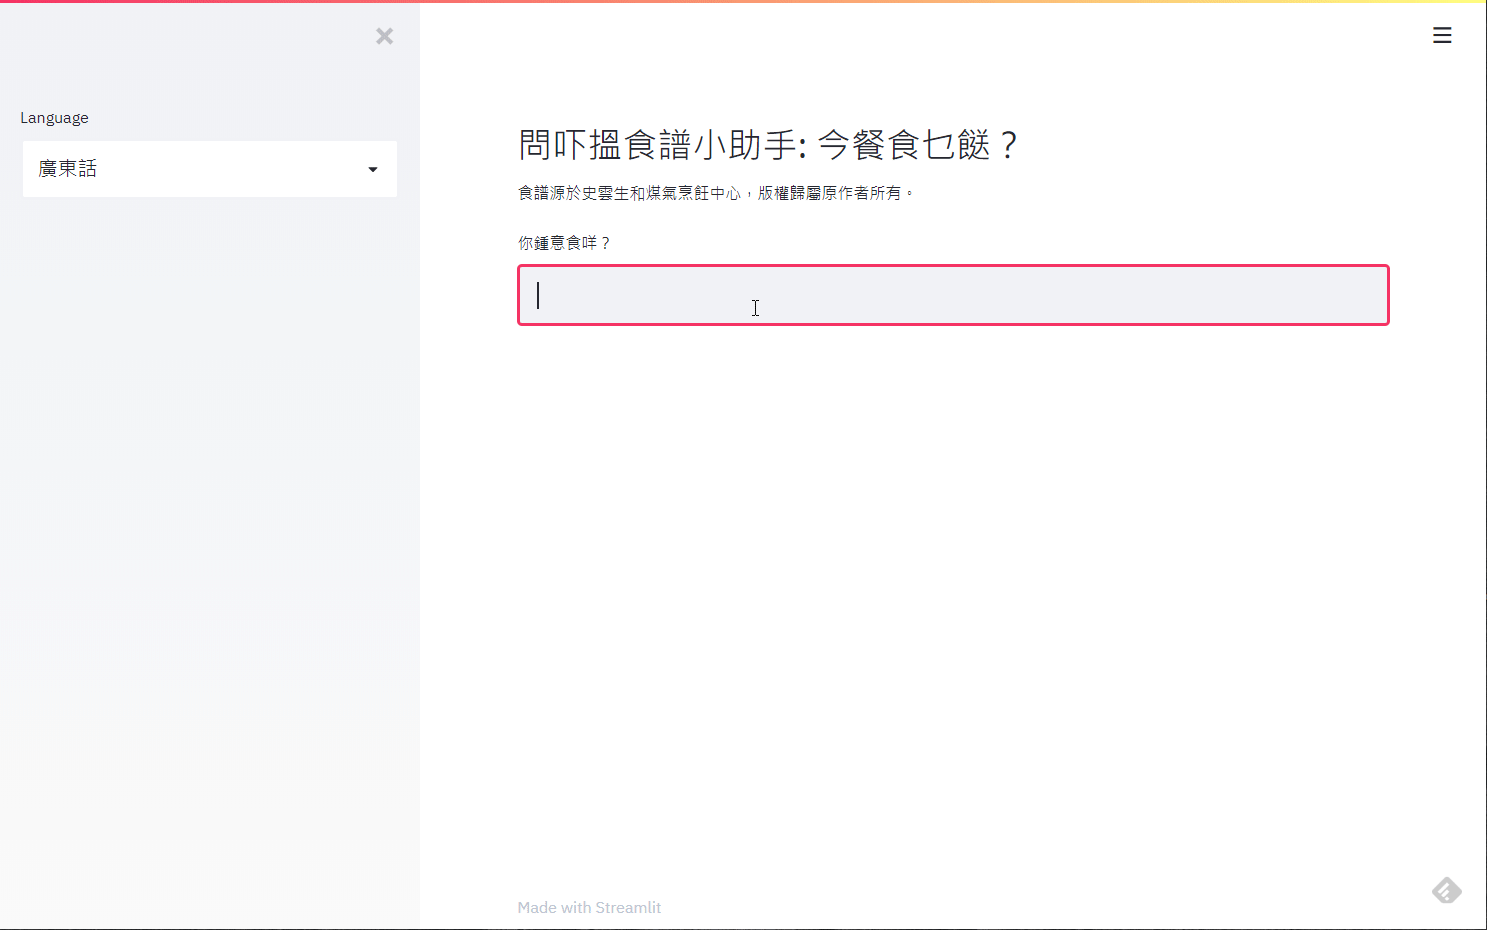 Language
廣東話
問吓搵食譜小助手: 今餐食乜餸？
食譜源於史雲生和煤氣烹飪中心，版權歸屬原作者所有。
你鍾意食咩？
Made with Streamlit